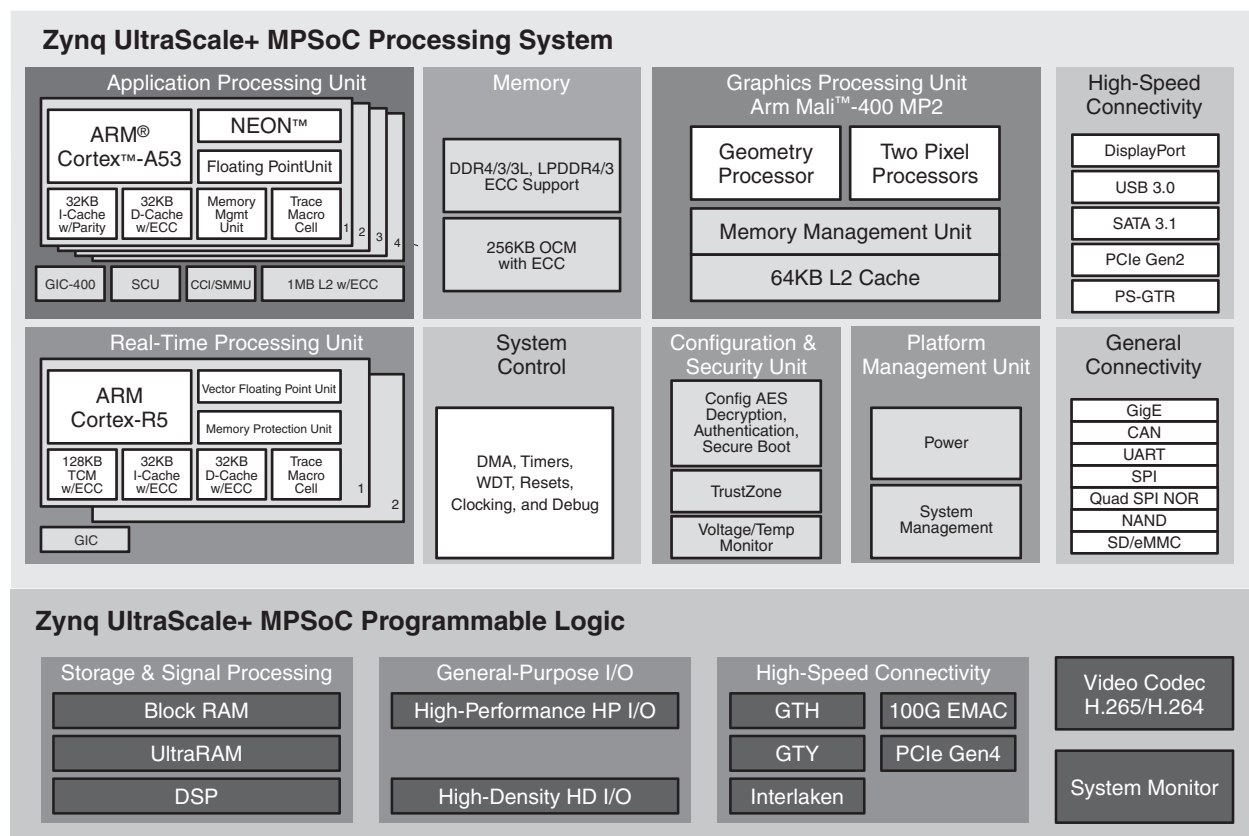 Zynq UltraScale+ MPSoC Processing System
Application Processing Unit
ARM®
Cortex™-A53
NEON™
Floating PointUnit
32KB
I-Cache
w/Parity
32KB
D-Cache
w/ECC
Memory
Mgmt
Unit
Trace
Macro
Cell
1
2
3
4
GIC-400
SCU
CCI/SMMU
1MB L2 w/ECC
Memory
DDR4/3/3L, LPDDR4/3
ECC Support
256KB OCM
with ECC
Graphics Processing Unit
Arm Mali™-400 MP2
Geometry
Processor
Two Pixel
Processors
Memory Management Unit
64KB L2 Cache
High-Speed
Connectivity
DisplayPort
USB 3.0
SATA 3.1
PCIe Gen2
PS-GTR
Real-Time Processing Unit
ARM
Cortex-R5
Vector Floating Point Unit
Memory Protection Unit
128KB
TCM
w/ECC
32KB
I-Cache
w/ECC
32KB
D-Cache
w/ECC
Trace
Macro
Cell
1
2
GIC
System
Control
DMA, Timers,
WDT, Resets,
Clocking, and Debug
Configuration &
Security Unit
Config AES
Decryption,
Authentication,
Secure Boot
TrustZone
Voltage/Temp
Monitor
Platform
Management Unit
Power
System
Management
General
Connectivity
GigE
CAN
UART
SPI
Quad SPI NOR
NAND
SD/eMMC
Zynq UltraScale+ MPSoC Programmable Logic
Storage & Signal Processing
Block RAM
UltraRAM
DSP
General-Purpose I/O
High-Performance HP I/O
High-Density HD I/O
High-Speed Connectivity
GTH
100G EMAC
GTY
PCIe Gen4
Interlaken
Video Codec
H.265/H.264
System Monitor